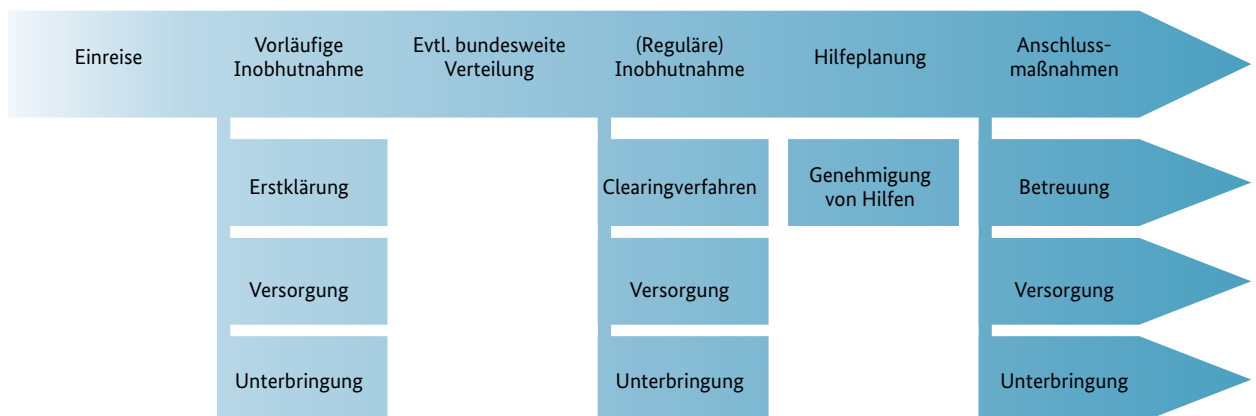 Einreise
Vorläufige
Inobhutnahme
Evtl. bundesweite
Verteilung
(Reguläre)
Inobhutnahme
Hilfeplanung
Anschluss-
maßnahmen
Erstklärung
Clearingverfahren
Genehmigung
von Hilfen
Betreuung
Versorgung
Versorgung
Versorgung
Unterbringung
Unterbringung
Unterbringung